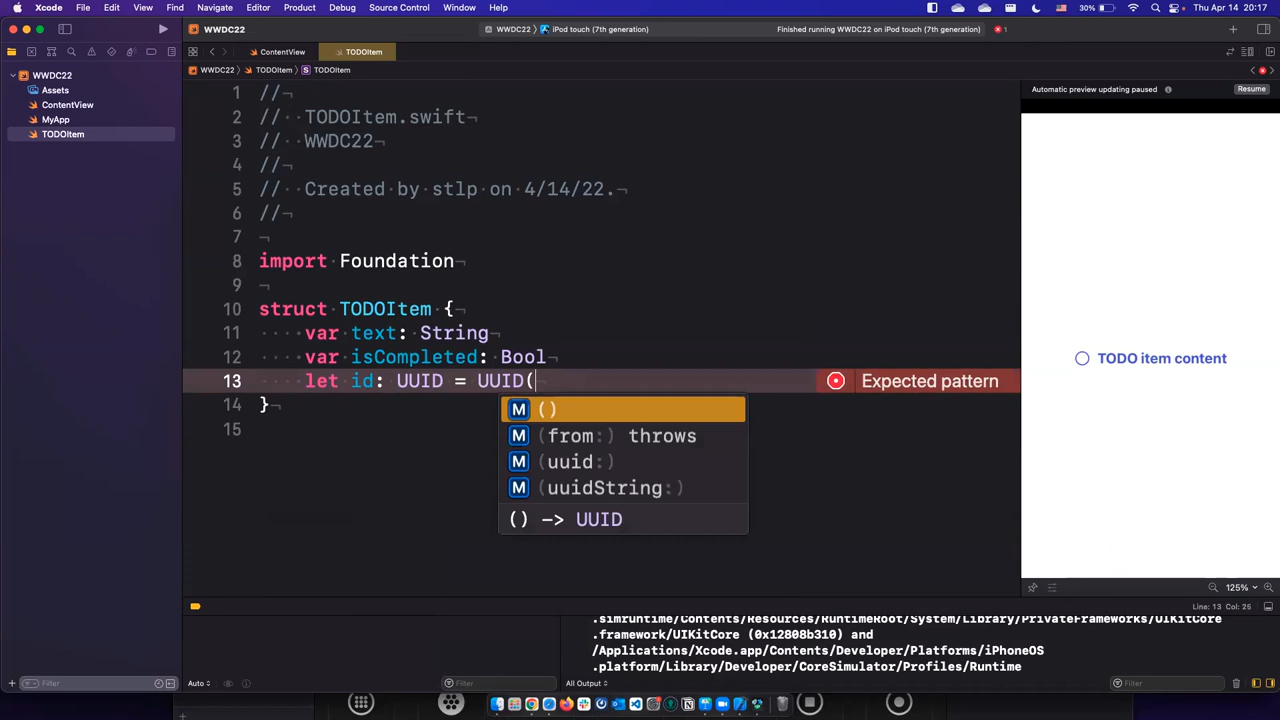 Xcode File Edit View Find Navigate Editor Product Debug Source Control Window Help 30% Thu Apr 14 20:17
WWDC22 WWDC22 〉 iPod touch (7th generation) Finished running WWDC22 on iPod touch (7th generation) 1
ContentView TODOItem
WWDC22 〉 TODOItem 〉 S TODOItem
WWDC22
Assets
ContentView
MyApp
TODOItem
1 //¬
2 //··TODOItem.swift¬
3 //··WWDC22¬
4 //¬
5 //··Created·by·stlp·on·4/14/22.¬
6 //¬
7 ¬
8 import·Foundation¬
9 ¬
10 struct·TODOItem·{¬
11 ····var·text:·String¬
12 ····var·isCompleted:·Bool¬
13 ····let·id:·UUID·=·UUID(¬ Expected pattern
14 }¬
15
M ()
M (from:) throws
M (uuid:)
M (uuidString:)
() -> UUID
Automatic preview updating paused Resume
TODO item content
125%
Line: 13 Col: 25
.simruntime/Contents/Resources/RuntimeRoot/System/Library/PrivateFrameworks/UIKitCore
.framework/UIKitCore (0x12808b310) and
/Applications/Xcode.app/Contents/Developer/Platforms/iPhoneOS
.platform/Library/Developer/CoreSimulator/Profiles/Runtime
Filter Auto Filter All Output Filter